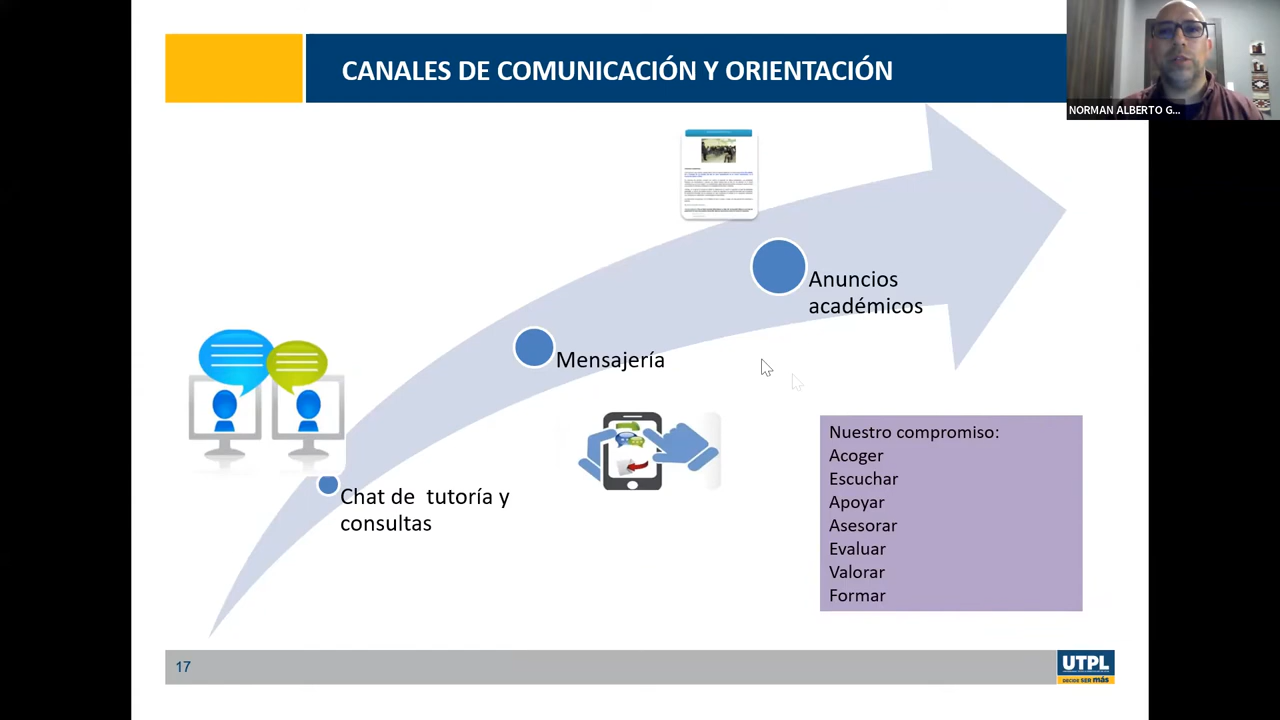 CANALES DE COMUNICACIÓN Y ORIENTACIÓN
NORMAN ALBERTO G...
Anuncios
académicos
Mensajería
Chat de tutoría y
consultas
Nuestro compromiso:
Acoger
Escuchar
Apoyar
Asesorar
Evaluar
Valorar
Formar
17
UTPL
DECIDE SER más